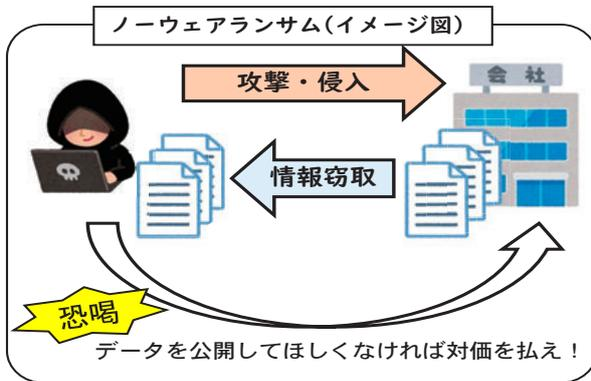 ノーウェアランサム(イメージ図)
攻撃・侵入
会社
情報窃取
恐喝
データを公開してほしくなければ対価を払え！